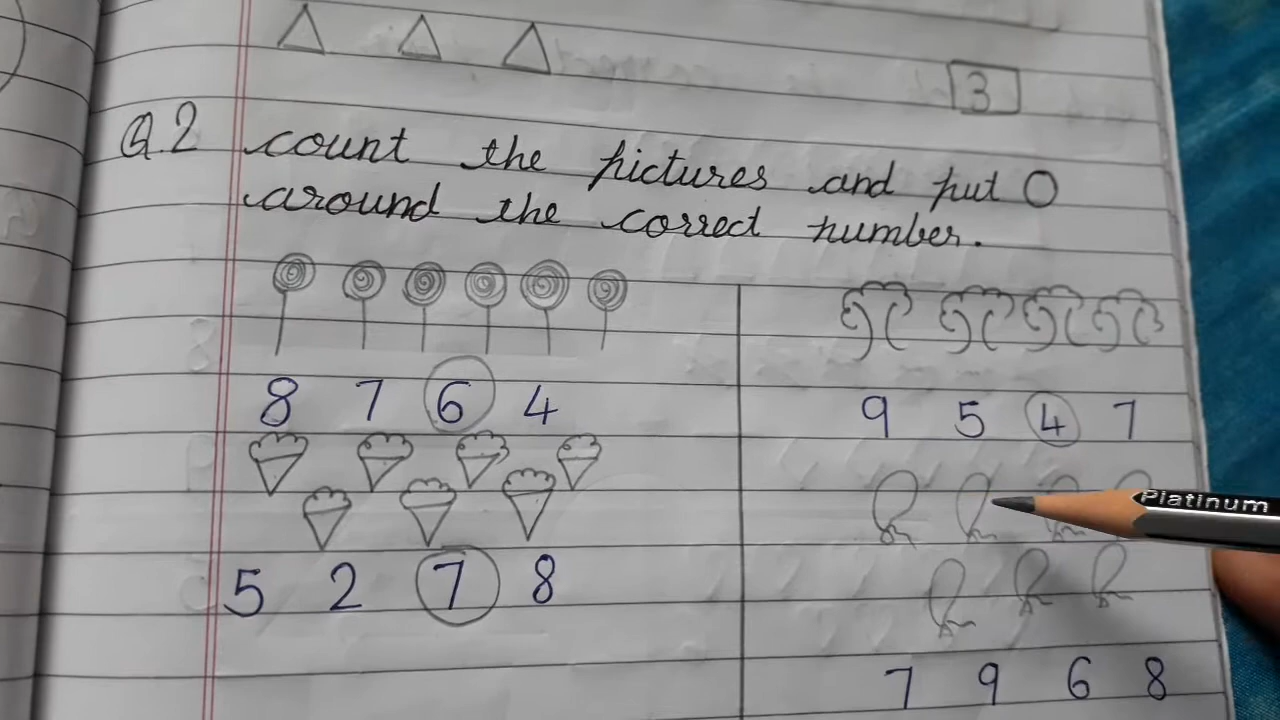 3
Q.2 count the pictures and put O
around the correct number.
8 7 6 4
9 5 4 7
5 2 7 8
7 9 6 8
Platinum